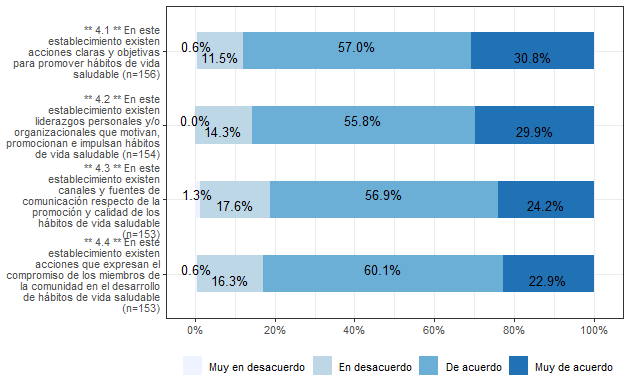 ** 4.1 ** En este
establecimiento existen
acciones claras y objetivas
para promover hábitos de vida
saludable (n=156)
0.6%
11.5%
57.0%
30.8%
** 4.2 ** En este
establecimiento existen
liderazgos personales y/o
organizacionales que motivan,
promocionan e impulsan hábitos
de vida saludable (n=154)
0.0%
14.3%
55.8%
29.9%
** 4.3 ** En este
establecimiento existen
canales y fuentes de
comunicación respecto de la
promoción y calidad de los
hábitos de vida saludable
(n=153)
1.3%
17.6%
56.9%
24.2%
** 4.4 ** En este
establecimiento existen
acciones que expresan el
compromiso de los miembros de
la comunidad en el desarrollo
de hábitos de vida saludable
(n=153)
0.6%
16.3%
60.1%
22.9%
0% 20% 40% 60% 80% 100%
Muy en desacuerdo En desacuerdo De acuerdo Muy de acuerdo